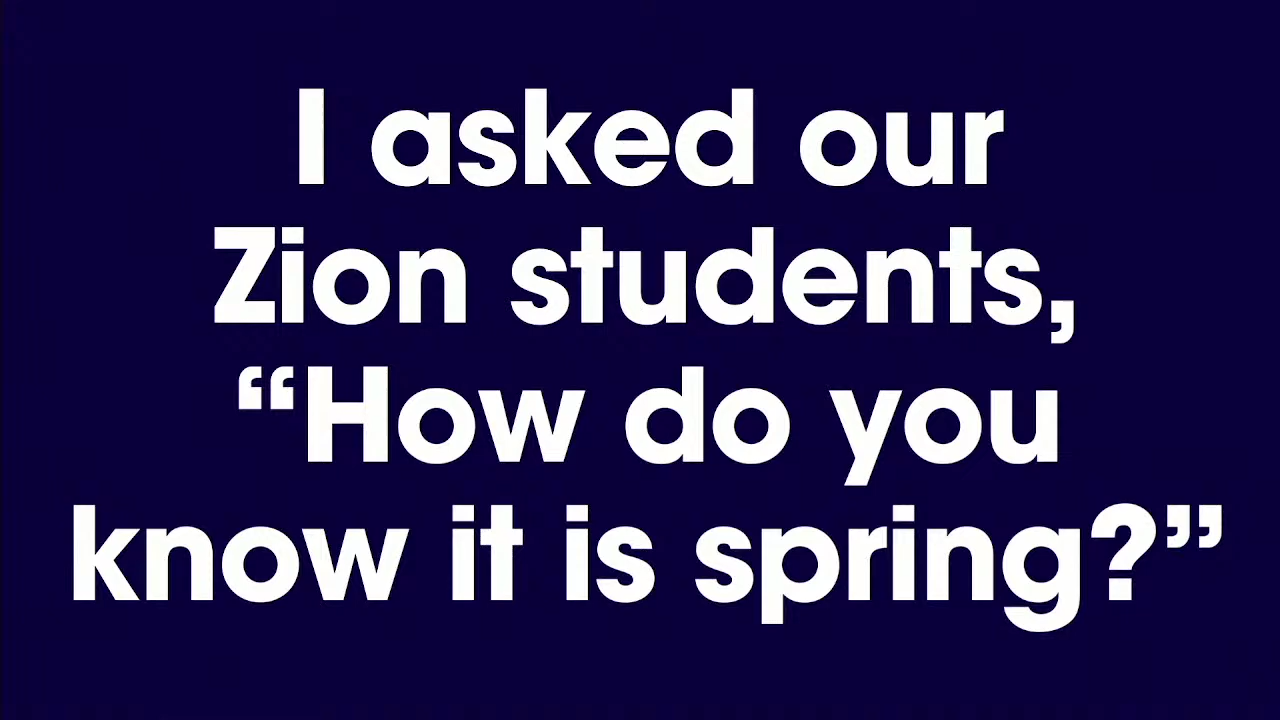 I asked our
Zion students,
“How do you
know it is spring?”